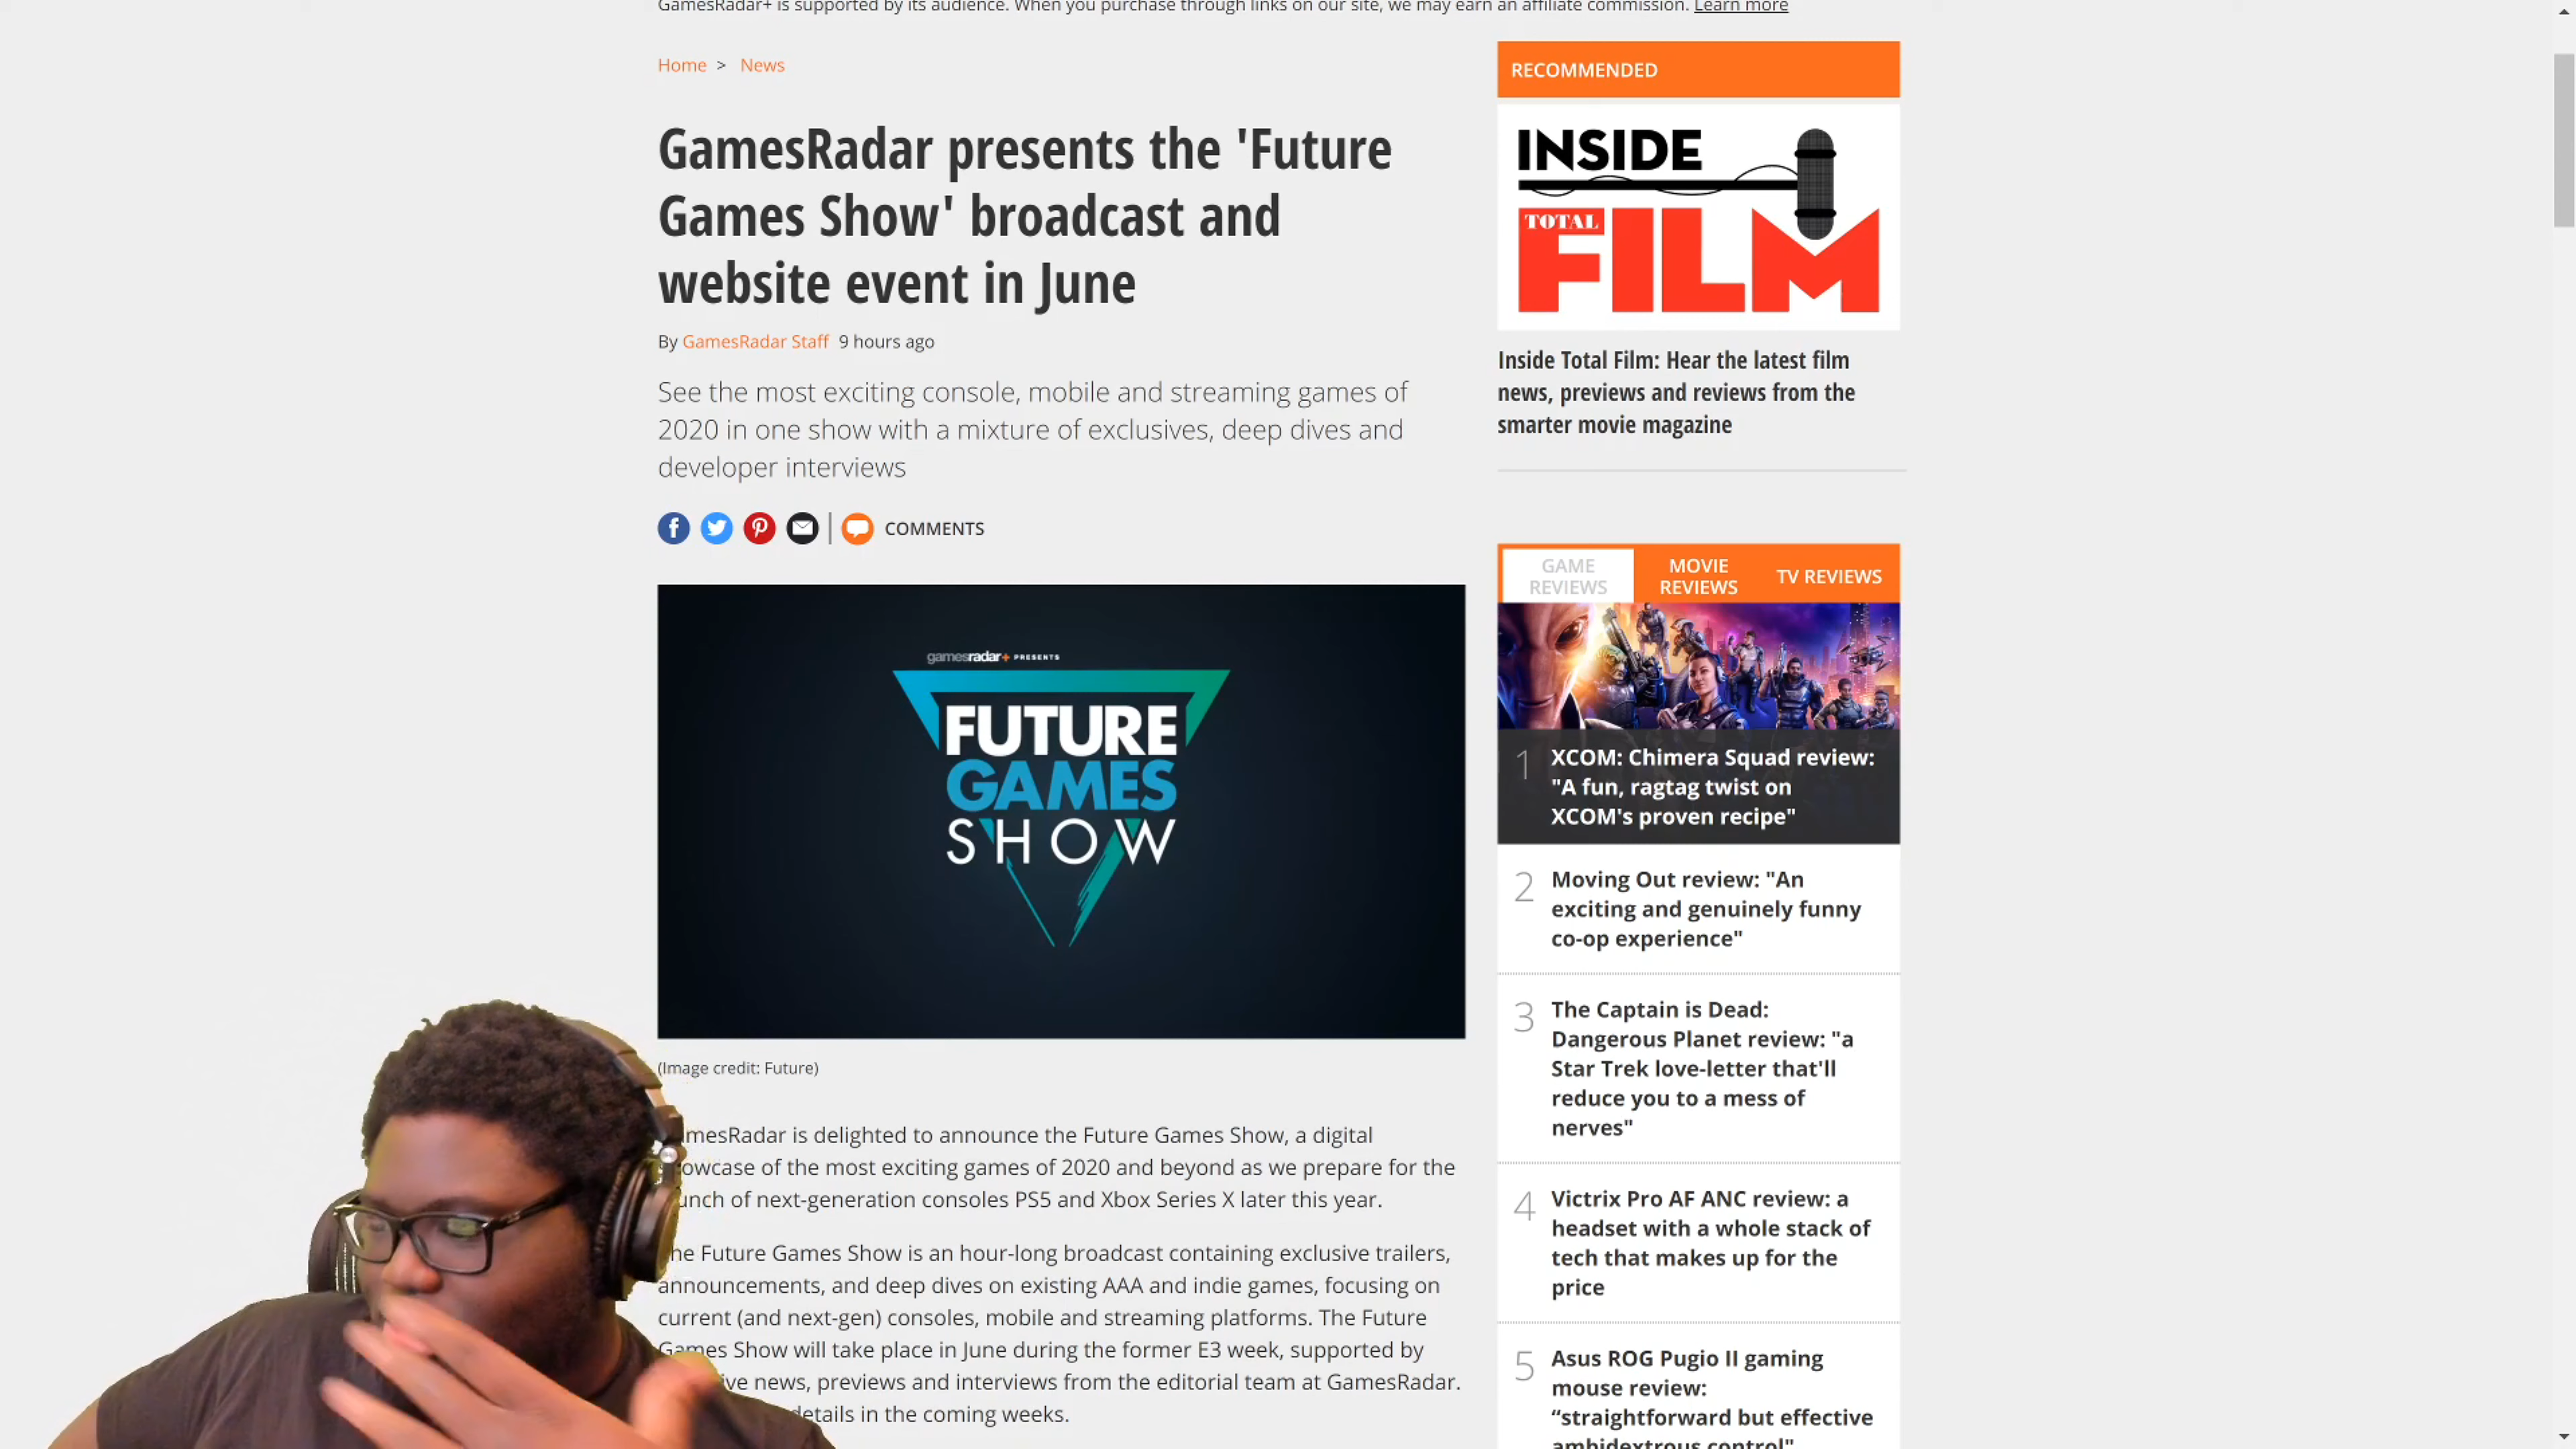 GamesRadar+ is supported by its audience. When you purchase through links on our site, we may earn an affiliate commission. Learn more
Home > News
GamesRadar presents the 'Future
Games Show' broadcast and
website event in June
By GamesRadar Staff 9 hours ago
See the most exciting console, mobile and streaming games of
2020 in one show with a mixture of exclusives, deep dives and
developer interviews
COMMENTS
gamesradar+ PRESENTS
FUTURE
GAMES
SHOW
(Image credit: Future)
is delighted to announce the Future Games Show, a digital
of the most exciting games of 2020 and beyond as we prepare for the
of next-generation consoles PS5 and Xbox Series X later this year.
Future Games Show is an hour-long broadcast containing exclusive trailers,
announcements, and deep dives on existing AAA and indie games, focusing on
current (and next-gen) consoles, mobile and streaming platforms. The Future
Games Show will take place in June during the former E3 week, supported by
news, previews and interviews from the editorial team at GamesRadar.
details in the coming weeks.
RECOMMENDED
INSIDE
TOTAL
FILM
Inside Total Film: Hear the latest film
news, previews and reviews from the
smarter movie magazine
GAME
REVIEWS
MOVIE
REVIEWS
TV REVIEWS
1 XCOM: Chimera Squad review:
"A fun, ragtag twist on
XCOM's proven recipe"
2 Moving Out review: "An
exciting and genuinely funny
co-op experience"
3 The Captain is Dead:
Dangerous Planet review: "a
Star Trek love-letter that'll
reduce you to a mess of
nerves"
4 Victrix Pro AF ANC review: a
headset with a whole stack of
tech that makes up for the
price
5 Asus ROG Pugio II gaming
mouse review:
“straightforward but effective
ambidextrous control"